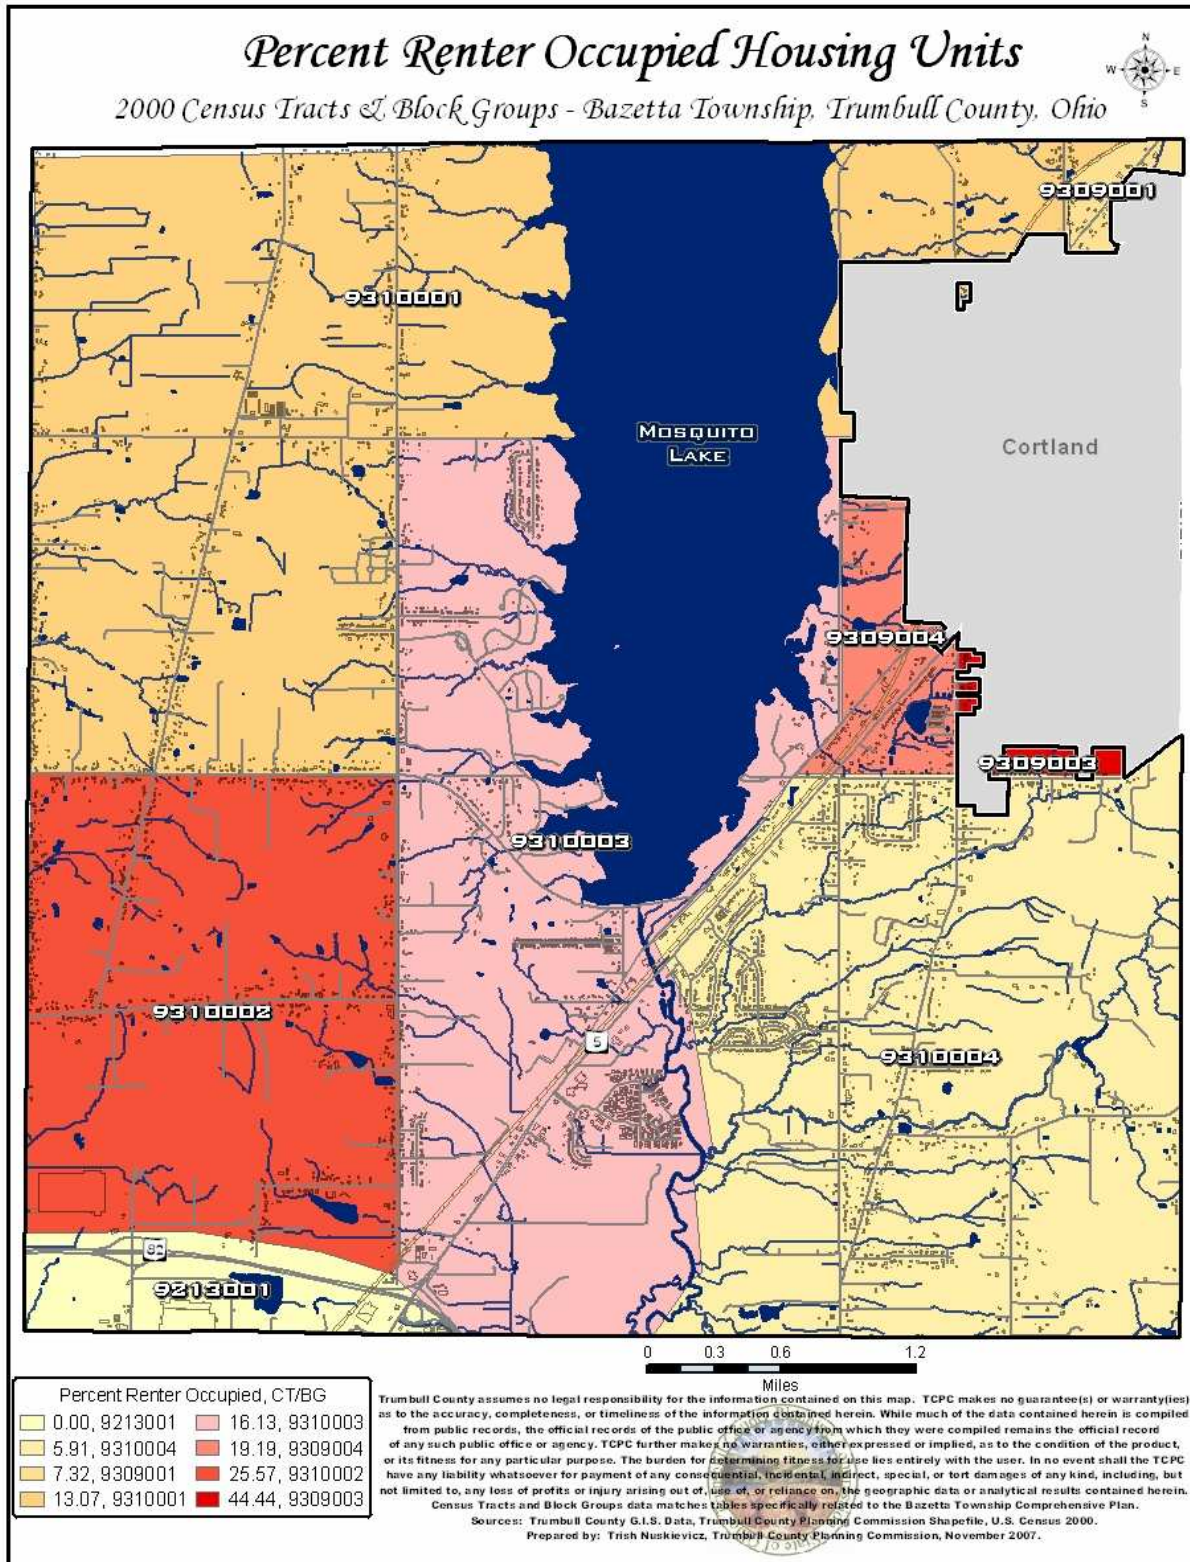 Percent Renter Occupied Housing Units
N
W E
S
2000 Census Tracts & Block Groups - Bazetta Township, Trumbull County, Ohio
9309001
9310001
MOSQUITO
LAKE
Cortland
9309004
9309003
9310003
9310002
5
9310004
82
9213001
0 0.3 0.6 1.2
Miles
Percent Renter Occupied, CT/BG
0.00, 9213001
5.91, 9310004
7.32, 9309001
13.07, 9310001
16.13, 9310003
19.19, 9309004
25.57, 9310002
44.44, 9309003
Trumbull County assumes no legal responsibility for the information contained on this map. TCPC makes no guarantee(s) or warranty(ies)
as to the accuracy, completeness, or timeliness of the information contained herein. While much of the data contained herein is compiled
from public records, the official records of the public office or agency from which they were compiled remains the official record
of any such public office or agency. TCPC further makes no warranties, either expressed or implied, as to the condition of the product,
or its fitness for any particular purpose. The burden for determining fitness for use lies entirely with the user. In no event shall the TCPC
have any liability whatsoever for payment of any consequential, incidental, indirect, special, or tort damages of any kind, including, but
not limited to, any loss of profits or injury arising out of, use of, or reliance on, the geographic data or analytical results contained herein.
Census Tracts and Block Groups data matches tables specifically related to the Bazetta Township Comprehensive Plan.
Sources: Trumbull County G.I.S. Data, Trumbull County Planning Commission Shapefile, U.S. Census 2000.
Prepared by: Trish Nuskievicz, Trumbull County Planning Commission, November 2007.